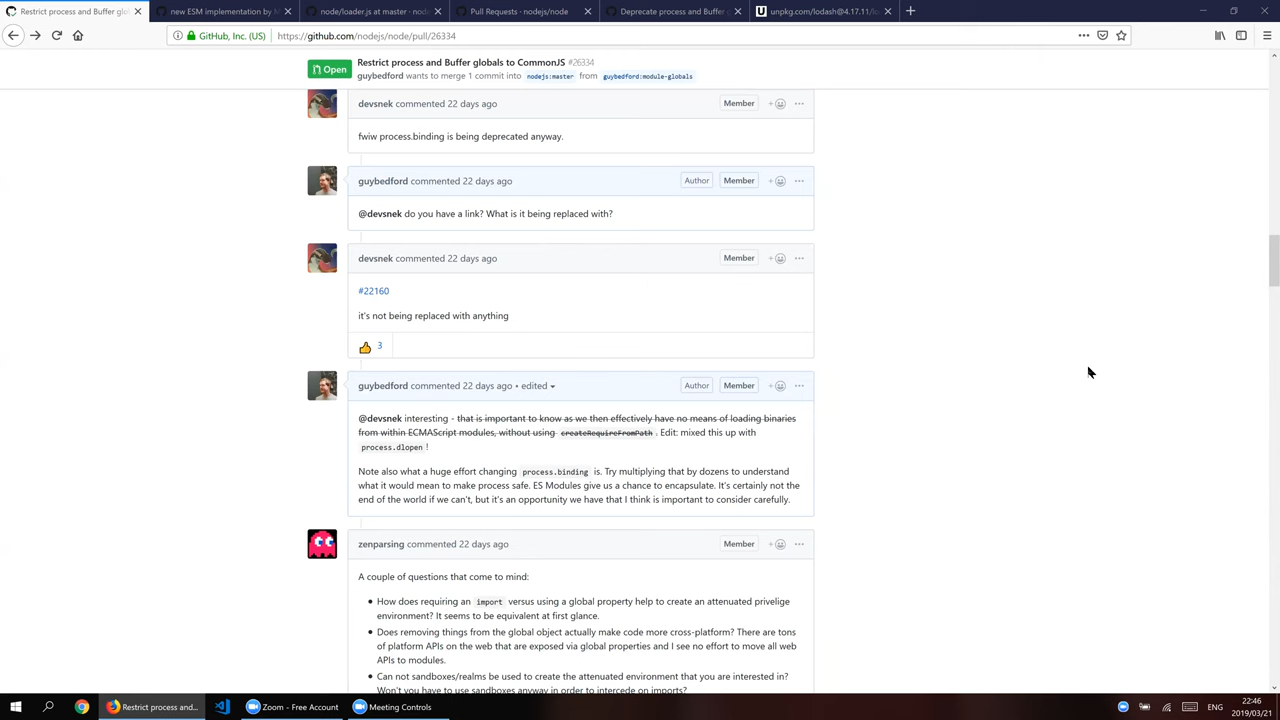 Restrict process and Buffer glob
new ESM implementation by M
node/loader.js at master · node
Pull Requests - nodejs/node
Deprecate process and Buffer
unpkg.com/lodash@4.17.11/lo
GitHub, Inc. (US)
https://github.com/nodejs/node/pull/26334
Open
Restrict process and Buffer globals to CommonJS #26334
guybedford wants to merge 1 commit into nodejs:master from guybedford:module-globals
devsnek commented 22 days ago
Member
fwiw process.binding is being deprecated anyway.
guybedford commented 22 days ago
Author
Member
@devsnek do you have a link? What is it being replaced with?
devsnek commented 22 days ago
Member
#22160
it's not being replaced with anything
3
guybedford commented 22 days ago • edited
Author
Member
@devsnek interesting - that is important to know as we then effectively have no means of loading binaries
from within ECMAScript modules, without using createRequireFromPath. Edit: mixed this up with
process.dlopen!
Note also what a huge effort changing process.binding is. Try multiplying that by dozens to understand
what it would mean to make process safe. ES Modules give us a chance to encapsulate. It's certainly not the
end of the world if we can't, but it's an opportunity we have that I think is important to consider carefully.
zenparsing commented 22 days ago
Member
A couple of questions that come to mind:
• How does requiring an import versus using a global property help to create an attenuated privelige
environment? It seems to be equivalent at first glance.
• Does removing things from the global object actually make code more cross-platform? There are tons
of platform APIs on the web that are exposed via global properties and I see no effort to move all web
APIs to modules.
• Can not sandboxes/realms be used to create the attenuated environment that you are interested in?
Won't you have to use sandboxes anyway in order to intercede on imports?
Restrict process and...
Zoom - Free Account
Meeting Controls
ENG
22:46
2019/03/21